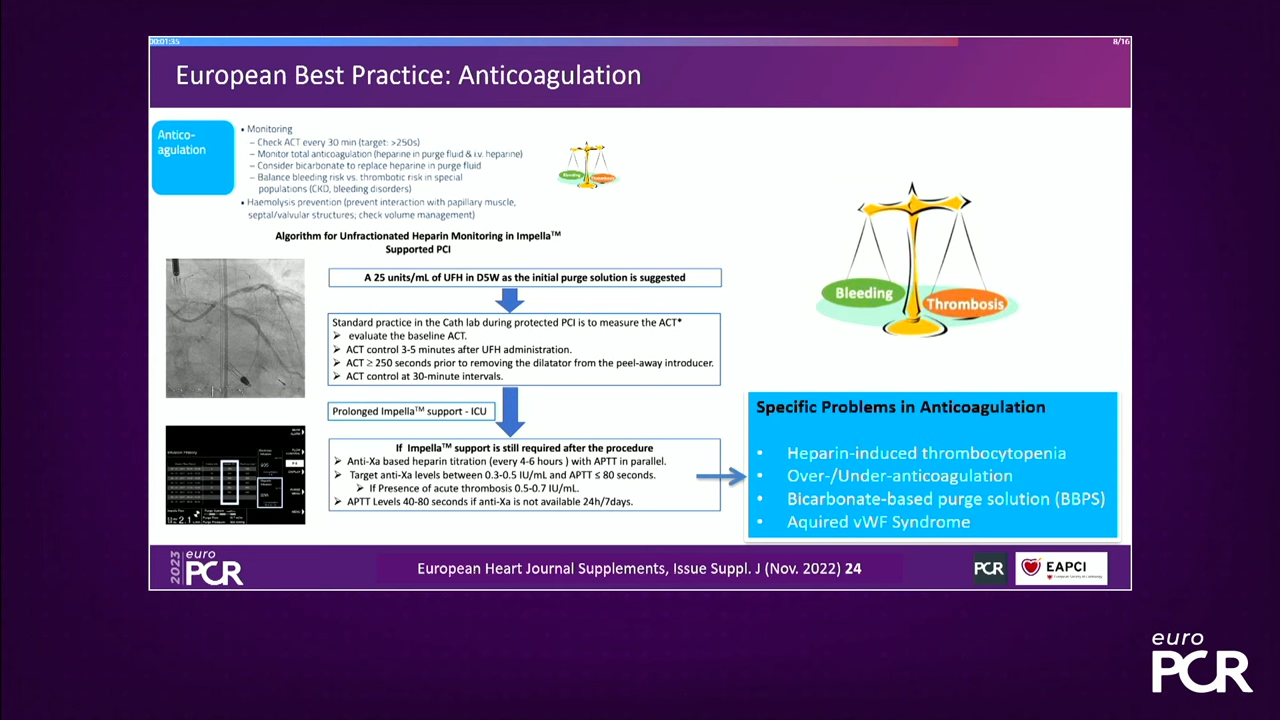 00:01:35
8/16
European Best Practice: Anticoagulation
Antico-
agulation
• Monitoring
– Check ACT every 30 min (target: >250s)
– Monitor total anticoagulation (heparine in purge fluid & i.v. heparine)
– Consider bicarbonate to replace heparine in purge fluid
– Balance bleeding risk vs. thrombotic risk in special
populations (CKD, bleeding disorders)
• Haemolysis prevention (prevent interaction with papillary muscle,
septal/valvular structures, check volume management)
Bleeding
Thrombosis
Algorithm for Unfractionated Heparin Monitoring in Impella™
Supported PCI
A 25 units/mL of UFH in D5W as the initial purge solution is suggested
Standard practice in the Cath lab during protected PCI is to measure the ACT*
➢ evaluate the baseline ACT.
➢ ACT control 3-5 minutes after UFH administration.
➢ ACT ≥ 250 seconds prior to removing the dilatator from the peel-away introducer.
➢ ACT control at 30-minute intervals.
Prolonged Impella™ support - ICU
If Impella™ support is still required after the procedure
➢ Anti-Xa based heparin titration (every 4-6 hours ) with APTT in parallel.
➢ Target anti-Xa levels between 0.3-0.5 IU/mL and APTT ≤ 80 seconds.
➢ If Presence of acute thrombosis 0.5-0.7 IU/mL.
➢ APTT Levels 40-80 seconds if anti-Xa is not available 24h/7days.
Bleeding
Thrombosis
Specific Problems in Anticoagulation
• Heparin-induced thrombocytopenia
• Over-/Under-anticoagulation
• Bicarbonate-based purge solution (BBPS)
• Aquired vWF Syndrome
2023
euro
PCR
European Heart Journal Supplements, Issue Suppl. J (Nov. 2022) 24
PCR
EAPCI
euro
PCR